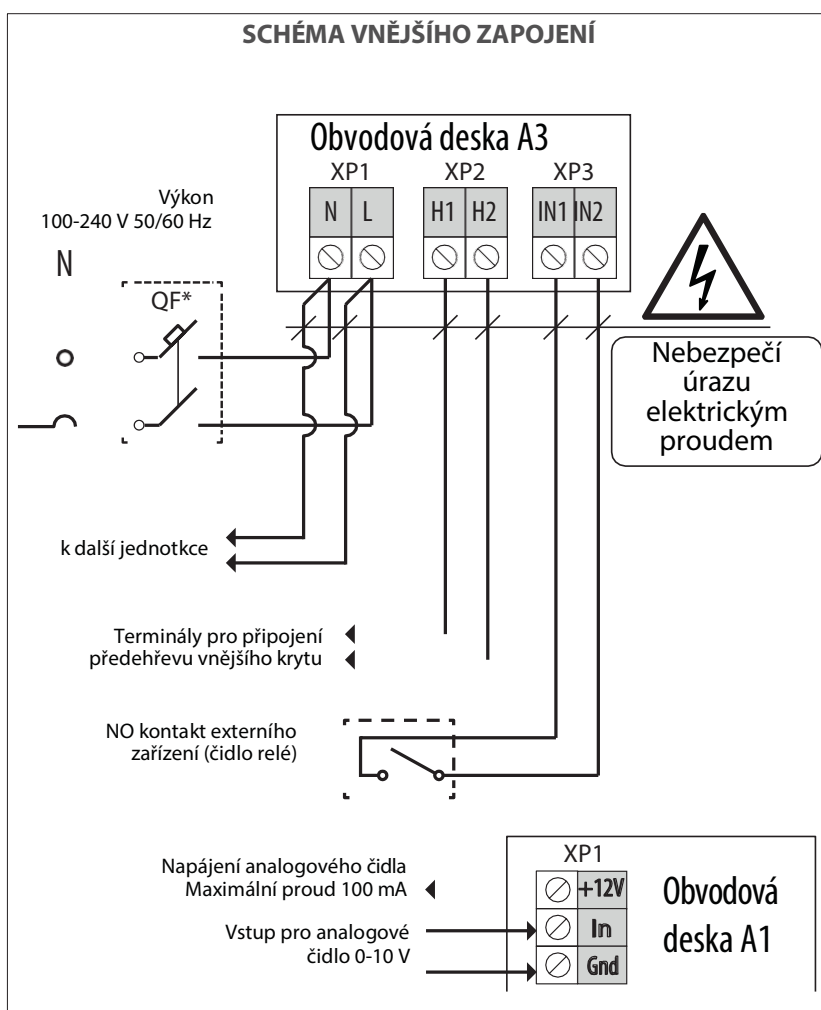 SCHÉMA VNĚJŠÍHO ZAPOJENÍ
Obvodová deska A3
XP1 XP2 XP3
N L H1 H2 IN1 IN2
Výkon
100-240 V 50/60 Hz
N
QF*
Nebezpečí
úrazu
elektrickým
proudem
k další jednotkce
Terminály pro připojení
předehřevu vnějšího krytu
NO kontakt externího
zařízení (čidlo relé)
Napájení analogového čidla
Maximální proud 100 mA
Vstup pro analogové
čidlo 0-10 V
XP1
+12V
In
Gnd
Obvodová
deska A1